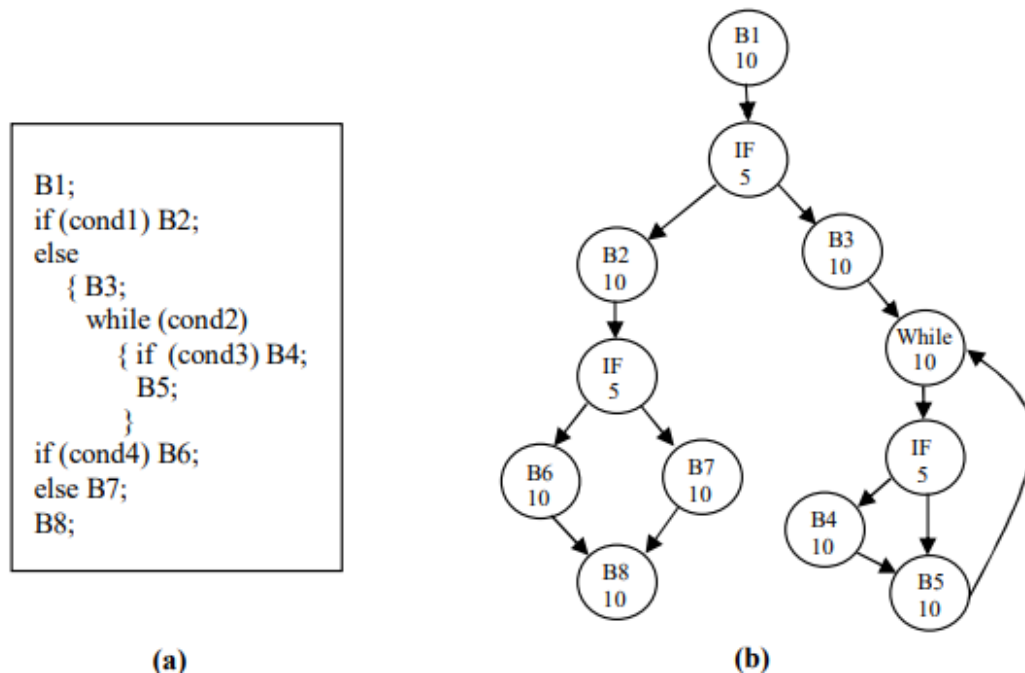 B1;
if (cond1) B2;
else
{ B3;
while (cond2)
{ if (cond3) B4;
B5;
}
if (cond4) B6;
else B7;
B8;
(a)
B1
10
IF
5
B2
10
B3
10
IF
5
While
10
B6
10
B7
10
IF
5
B4
10
B8
10
B5
10
(b)